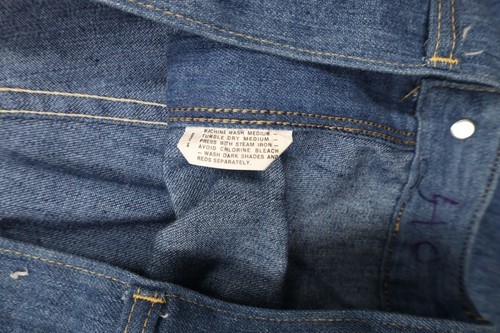 MACHINE WASH MEDIUM -
TUMBLE DRY MEDIUM -
PRESS WITH STEAM IRON -
AVOID CHLORINE BLEACH
- WASH DARK SHADES AND
REDS SEPARATELY.